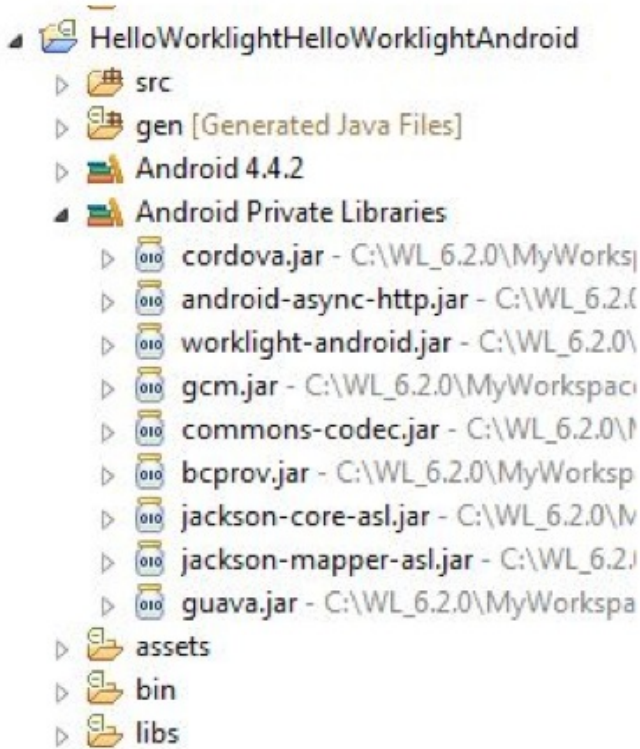 HelloWorklightHelloWorklightAndroid
src
gen [Generated Java Files]
Android 4.4.2
Android Private Libraries
cordova.jar - C:\WL_6.2.0\MyWorksp
android-async-http.jar - C:\WL_6.2.0
worklight-android.jar - C:\WL_6.2.0\
gcm.jar - C:\WL_6.2.0\MyWorkspac
commons-codec.jar - C:\WL_6.2.0\M
bcprov.jar - C:\WL_6.2.0\MyWorksp
jackson-core-asl.jar - C:\WL_6.2.0\M
jackson-mapper-asl.jar - C:\WL_6.2.
guava.jar - C:\WL_6.2.0\MyWorkspa
assets
bin
libs